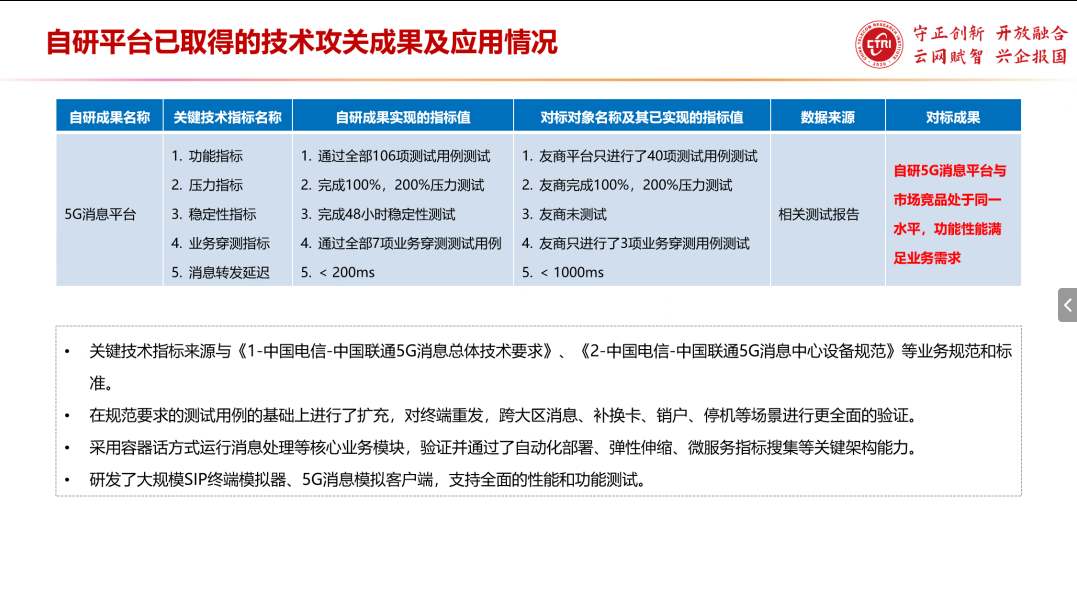 自研平台已取得的技术攻关成果及应用情况
守正创新 开放融合
云网赋智 兴企报国
CTRI
自研成果名称 关键技术指标名称 自研成果实现的指标值 对标对象名称及其已实现的指标值 数据来源 对标成果
5G消息平台
1. 功能指标
2. 压力指标
3. 稳定性指标
4. 业务穿测指标
5. 消息转发延迟
1. 通过全部106项测试用例测试
2. 完成100%，200%压力测试
3. 完成48小时稳定性测试
4. 通过全部7项业务穿测测试用例
5. < 200ms
1. 友商平台只进行了40项测试用例测试
2. 友商完成100%，200%压力测试
3. 友商未测试
4. 友商只进行了3项业务穿测用例测试
5. < 1000ms
相关测试报告
自研5G消息平台与
市场竞品处于同一
水平，功能性能满
足业务需求
• 关键技术指标来源与《1-中国电信-中国联通5G消息总体技术要求》、《2-中国电信-中国联通5G消息中心设备规范》等业务规范和标
准。
• 在规范要求的测试用例的基础上进行了扩充，对终端重发，跨大区消息、补换卡、销户、停机等场景进行更全面的验证。
• 采用容器话方式运行消息处理等核心业务模块，验证并通过了自动化部署、弹性伸缩、微服务指标搜集等关键架构能力。
• 研发了大规模SIP终端模拟器、5G消息模拟客户端，支持全面的性能和功能测试。